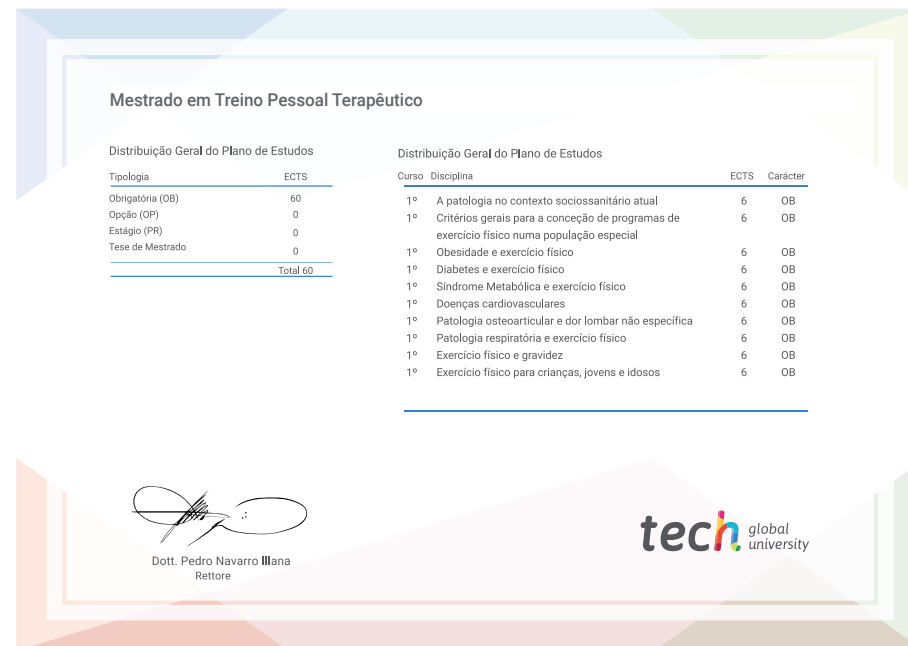 Mestrado em Treino Pessoal Terapêutico
Distribuição Geral do Plano de Estudos
Tipologia ECTS
Obrigatória (OB) 60
Opção (OP) 0
Estágio (PR) 0
Tese de Mestrado 0
Total 60
Distribuição Geral do Plano de Estudos
Curso Disciplina ECTS Carácter
1º A patologia no contexto sociossanitário atual 6 OB
1º Critérios gerais para a conceção de programas de 6 OB
exercício físico numa população especial
1º Obesidade e exercício físico 6 OB
1º Diabetes e exercício físico 6 OB
1º Síndrome Metabólica e exercício físico 6 OB
1º Doenças cardiovasculares 6 OB
1º Patologia osteoarticular e dor lombar não específica 6 OB
1º Patologia respiratória e exercício físico 6 OB
1º Exercício físico e gravidez 6 OB
1º Exercício físico para crianças, jovens e idosos 6 OB
Dott. Pedro Navarro Illana
Rettore
tech global
university